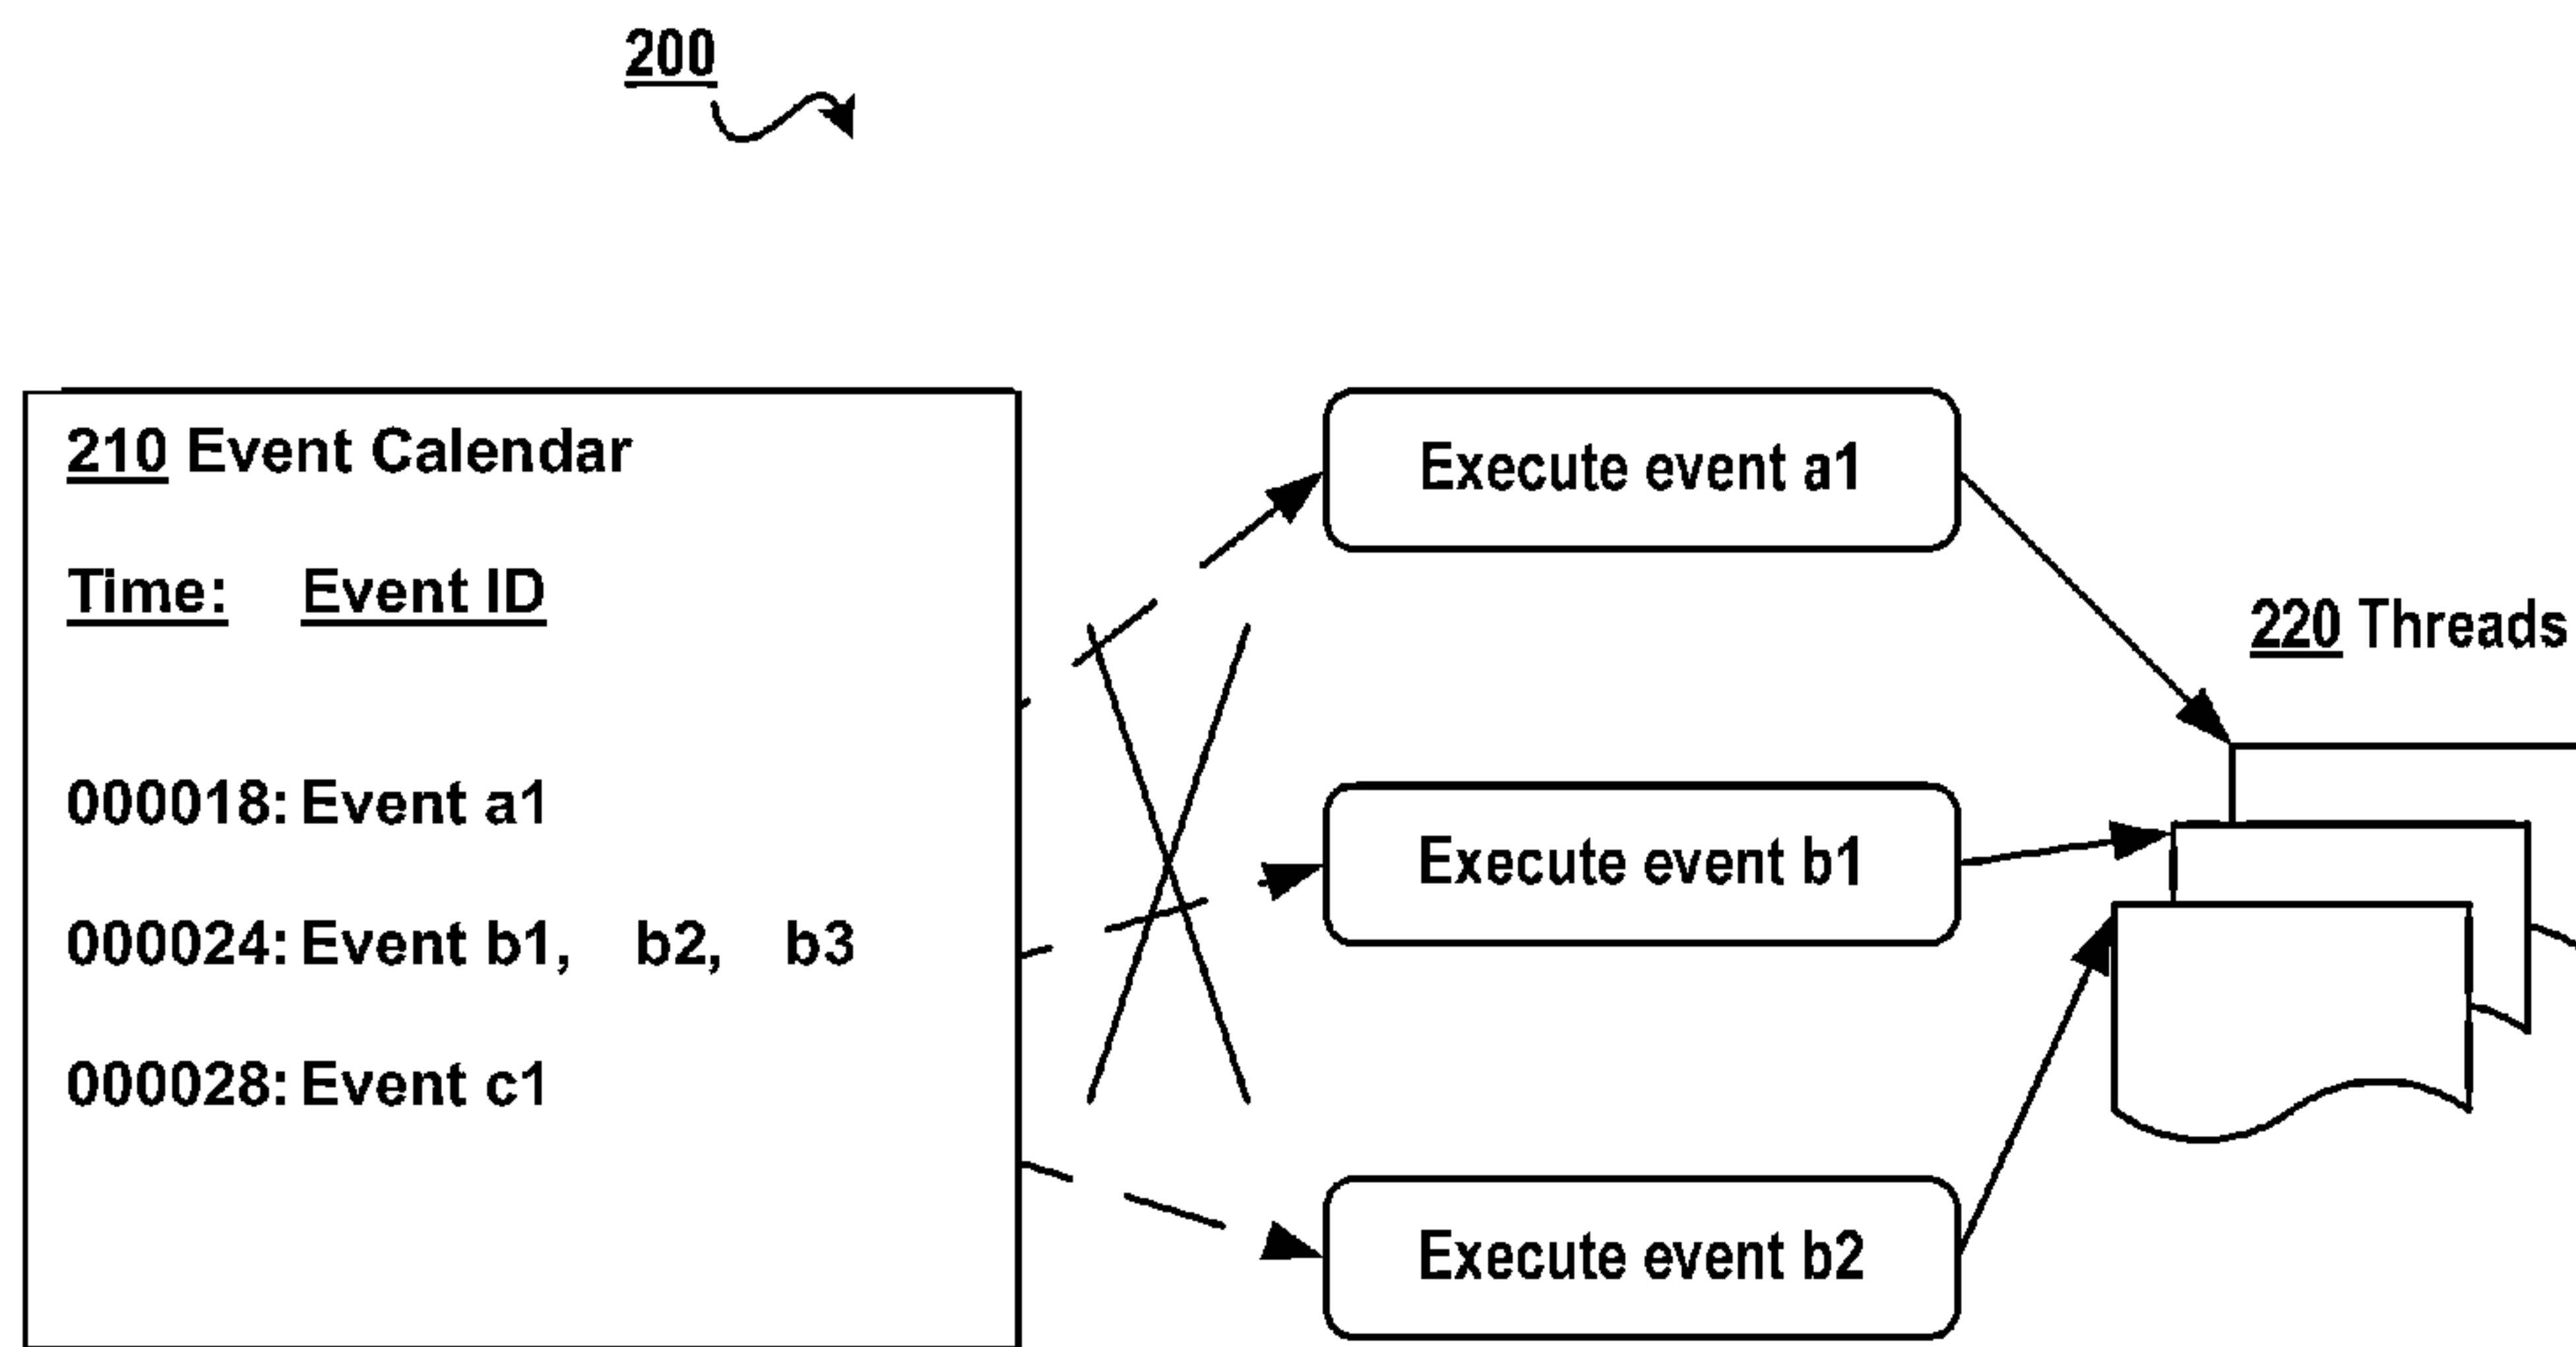 200
210 Event Calendar
Time: Event ID
000018: Event a1
000024: Event b1, b2, b3
000028: Event c1
Execute event a1
Execute event b1
Execute event b2
220 Threads